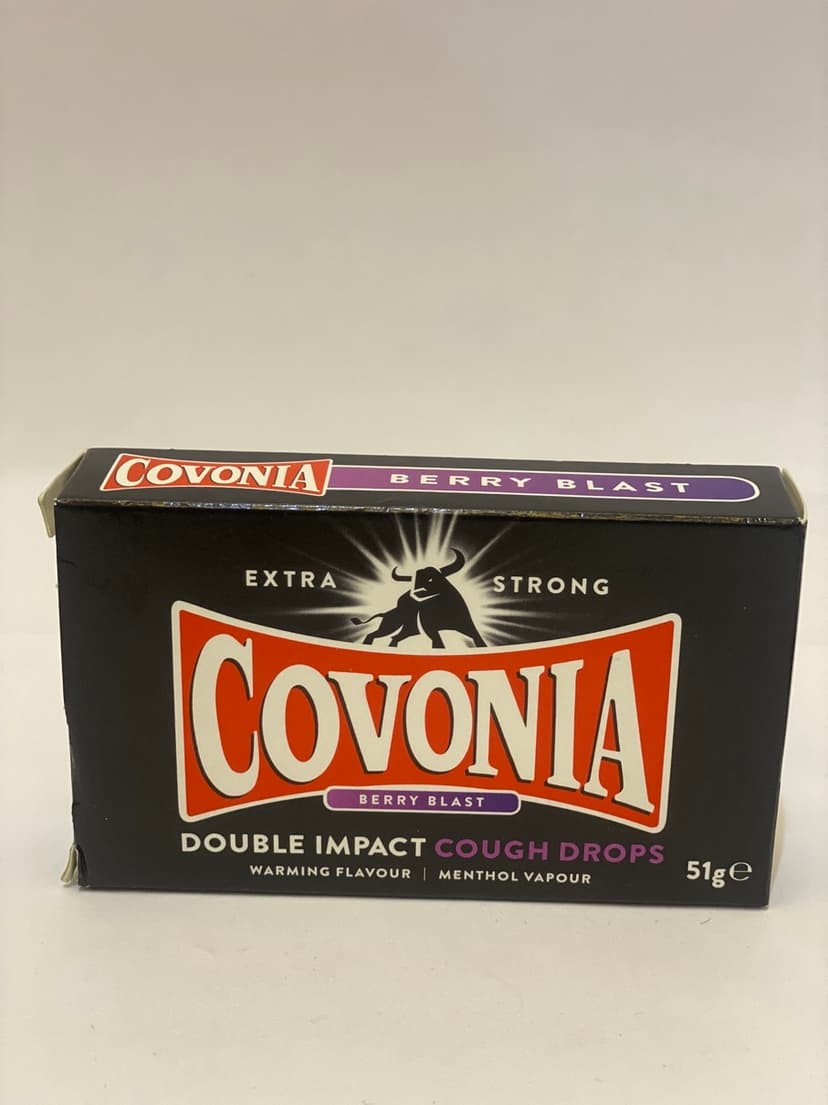 COVONIA BERRY BLAST
EXTRA STRONG
COVONIA
BERRY BLAST
DOUBLE IMPACT COUGH DROPS
WARMING FLAVOUR | MENTHOL VAPOUR
51g℮